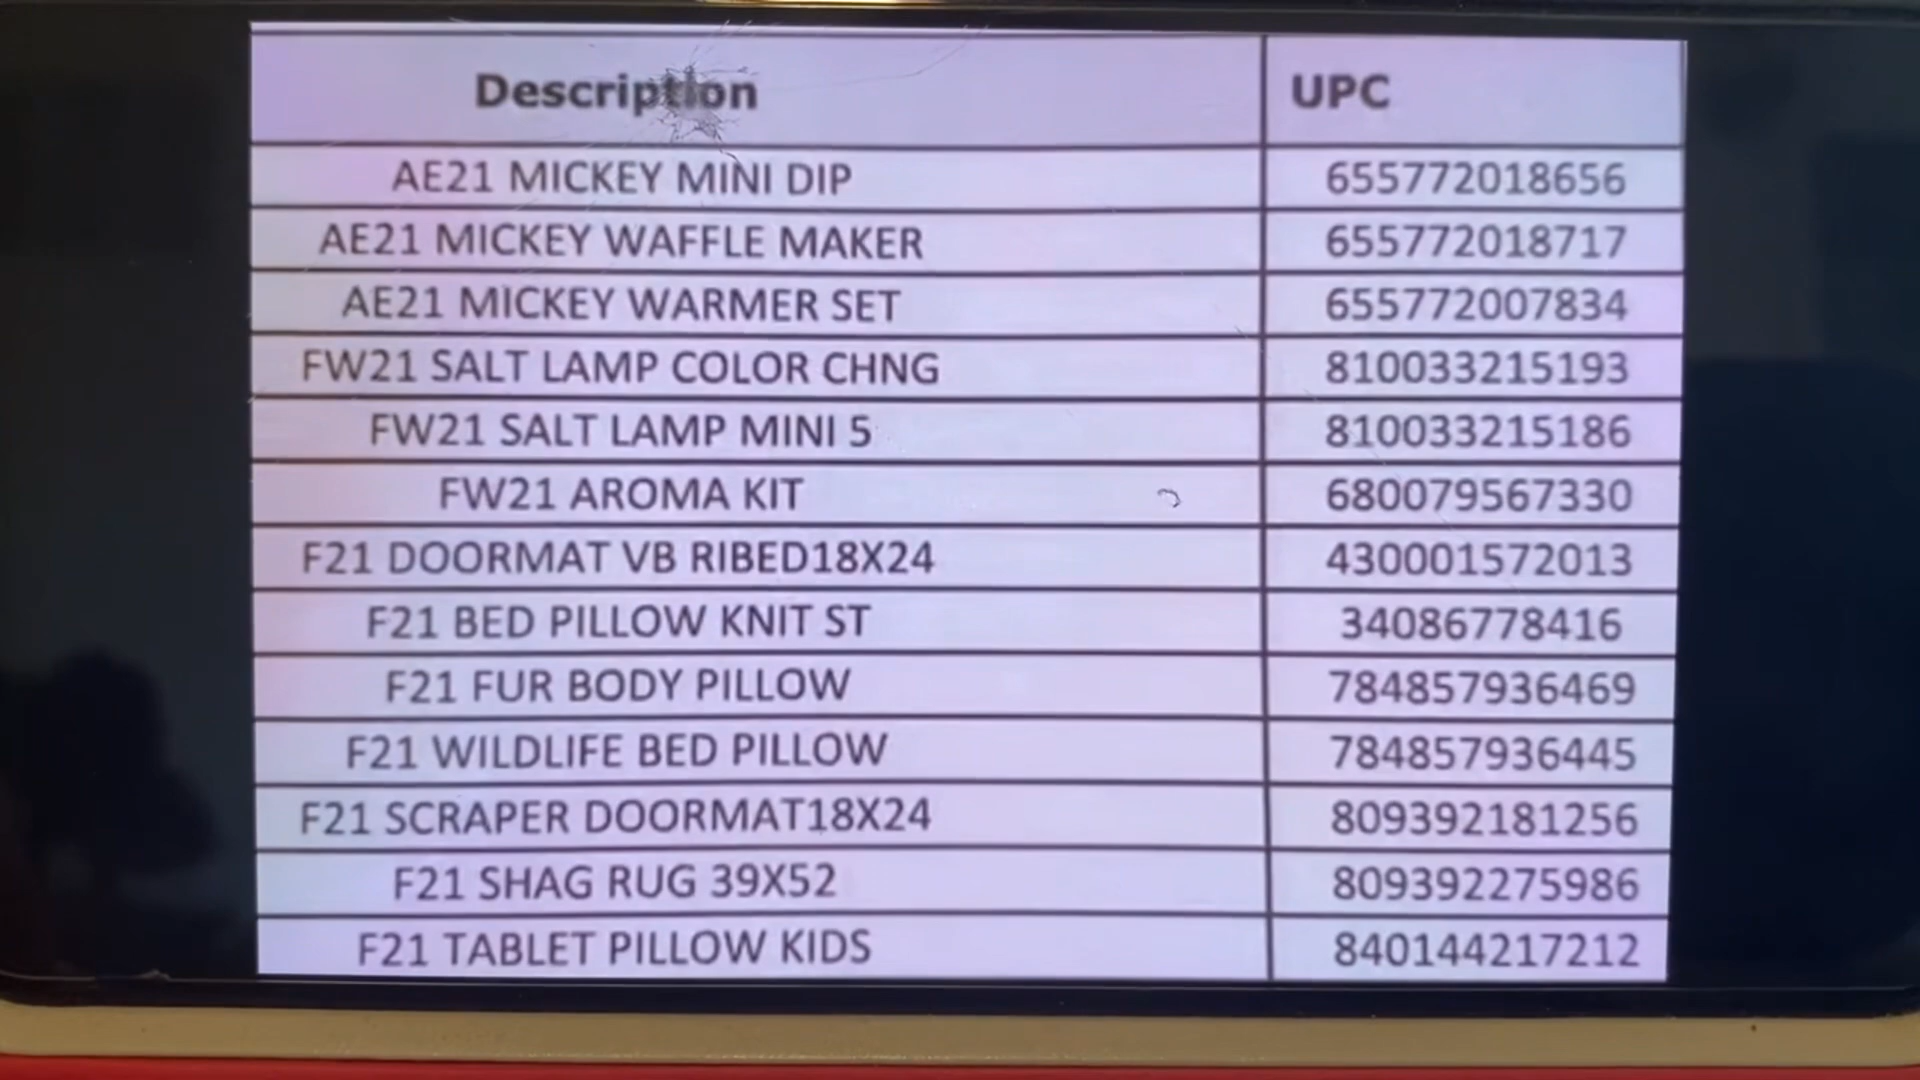 Description UPC
AE21 MICKEY MINI DIP 655772018656
AE21 MICKEY WAFFLE MAKER 655772018717
AE21 MICKEY WARMER SET 655772007834
FW21 SALT LAMP COLOR CHNG 810033215193
FW21 SALT LAMP MINI 5 810033215186
FW21 AROMA KIT 680079567330
F21 DOORMAT VB RIBED18X24 430001572013
F21 BED PILLOW KNIT ST 34086778416
F21 FUR BODY PILLOW 784857936469
F21 WILDLIFE BED PILLOW 784857936445
F21 SCRAPER DOORMAT18X24 809392181256
F21 SHAG RUG 39X52 809392275986
F21 TABLET PILLOW KIDS 840144217212